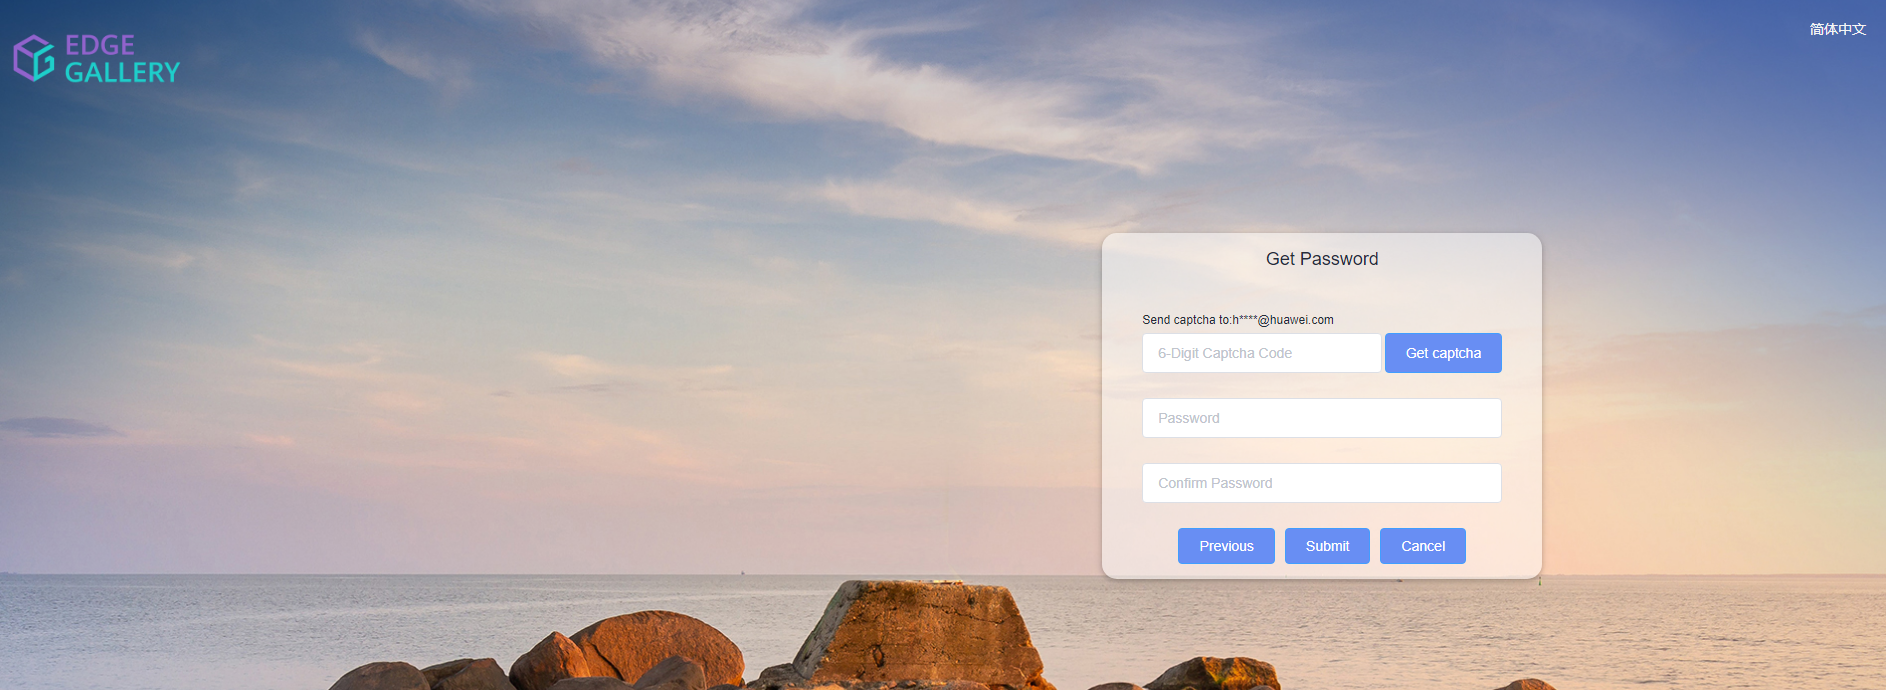 EDGE
GALLERY
简体中文
Get Password
Send captcha to:h****@huawei.com
6-Digit Captcha Code
Get captcha
Password
Confirm Password
Previous
Submit
Cancel